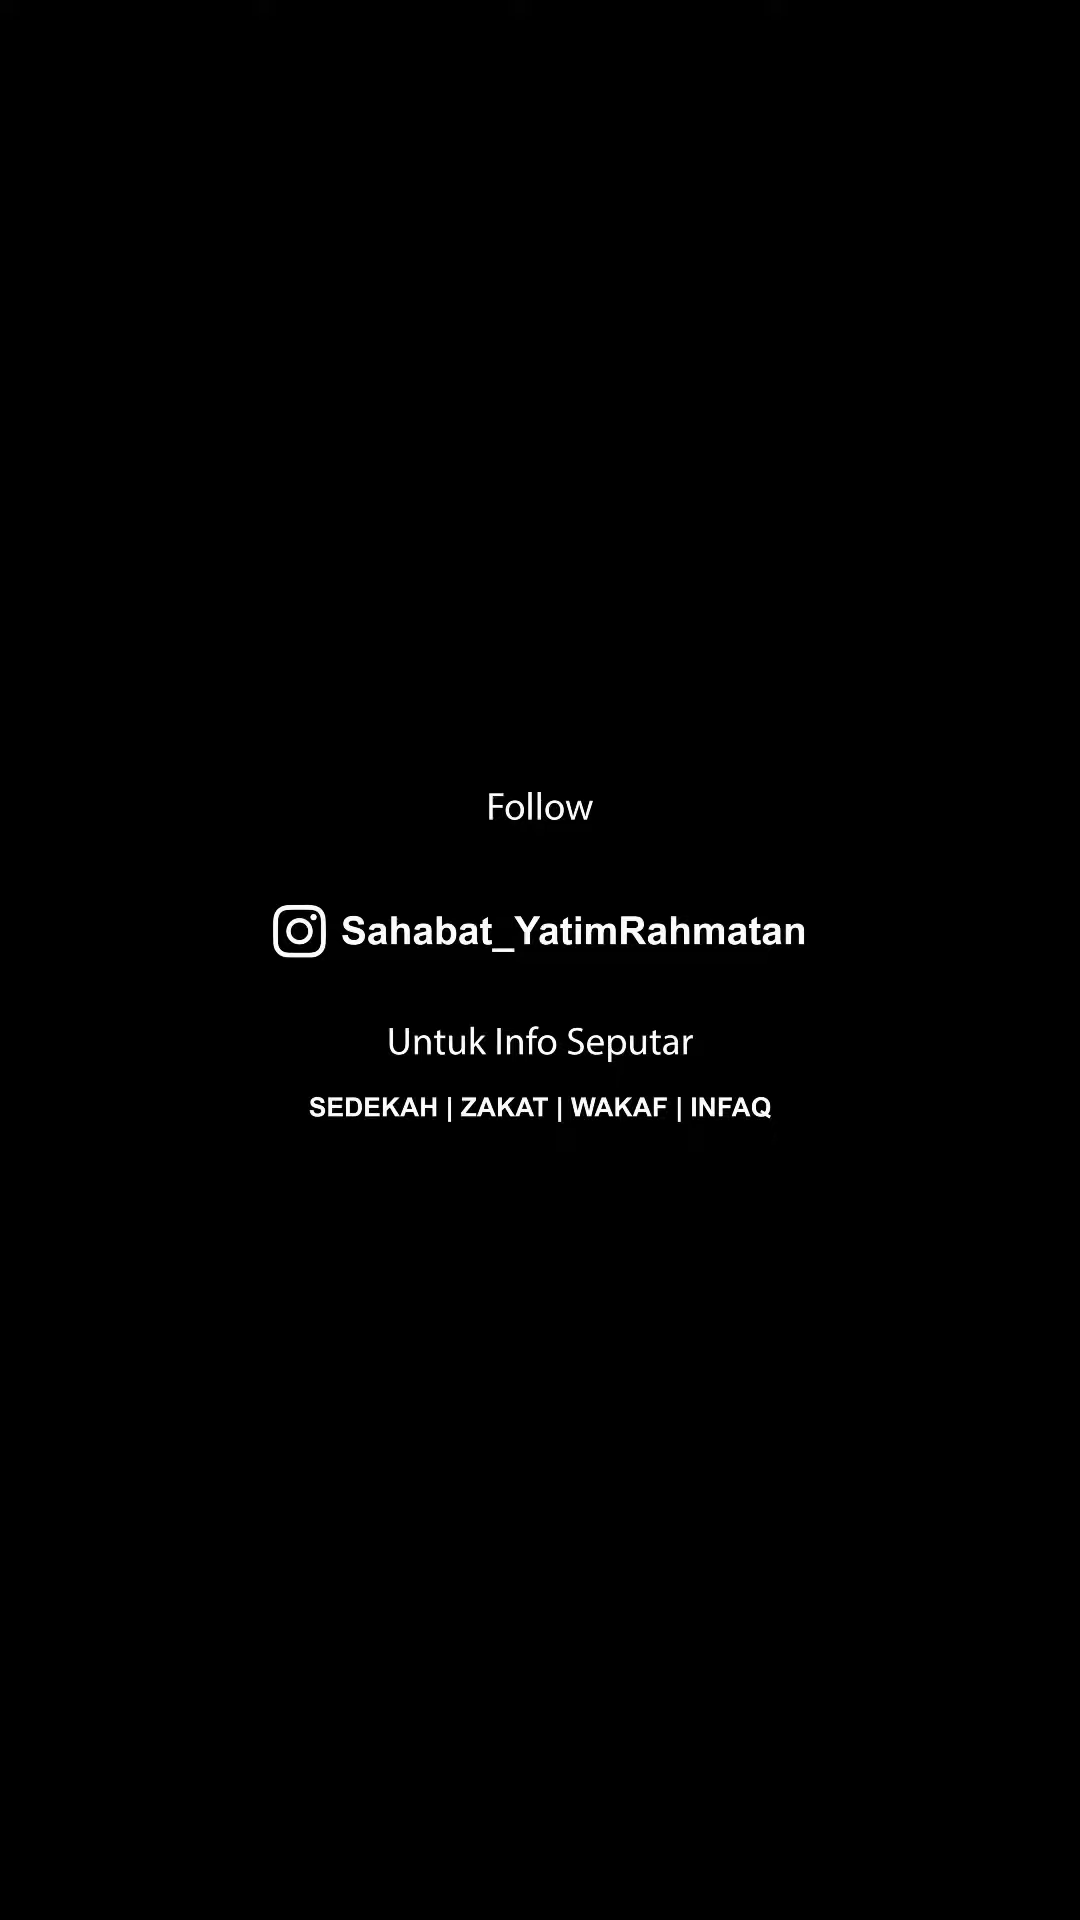 Follow
Sahabat_YatimRahmatan
Untuk Info Seputar
SEDEKAH | ZAKAT | WAKAF | INFAQ